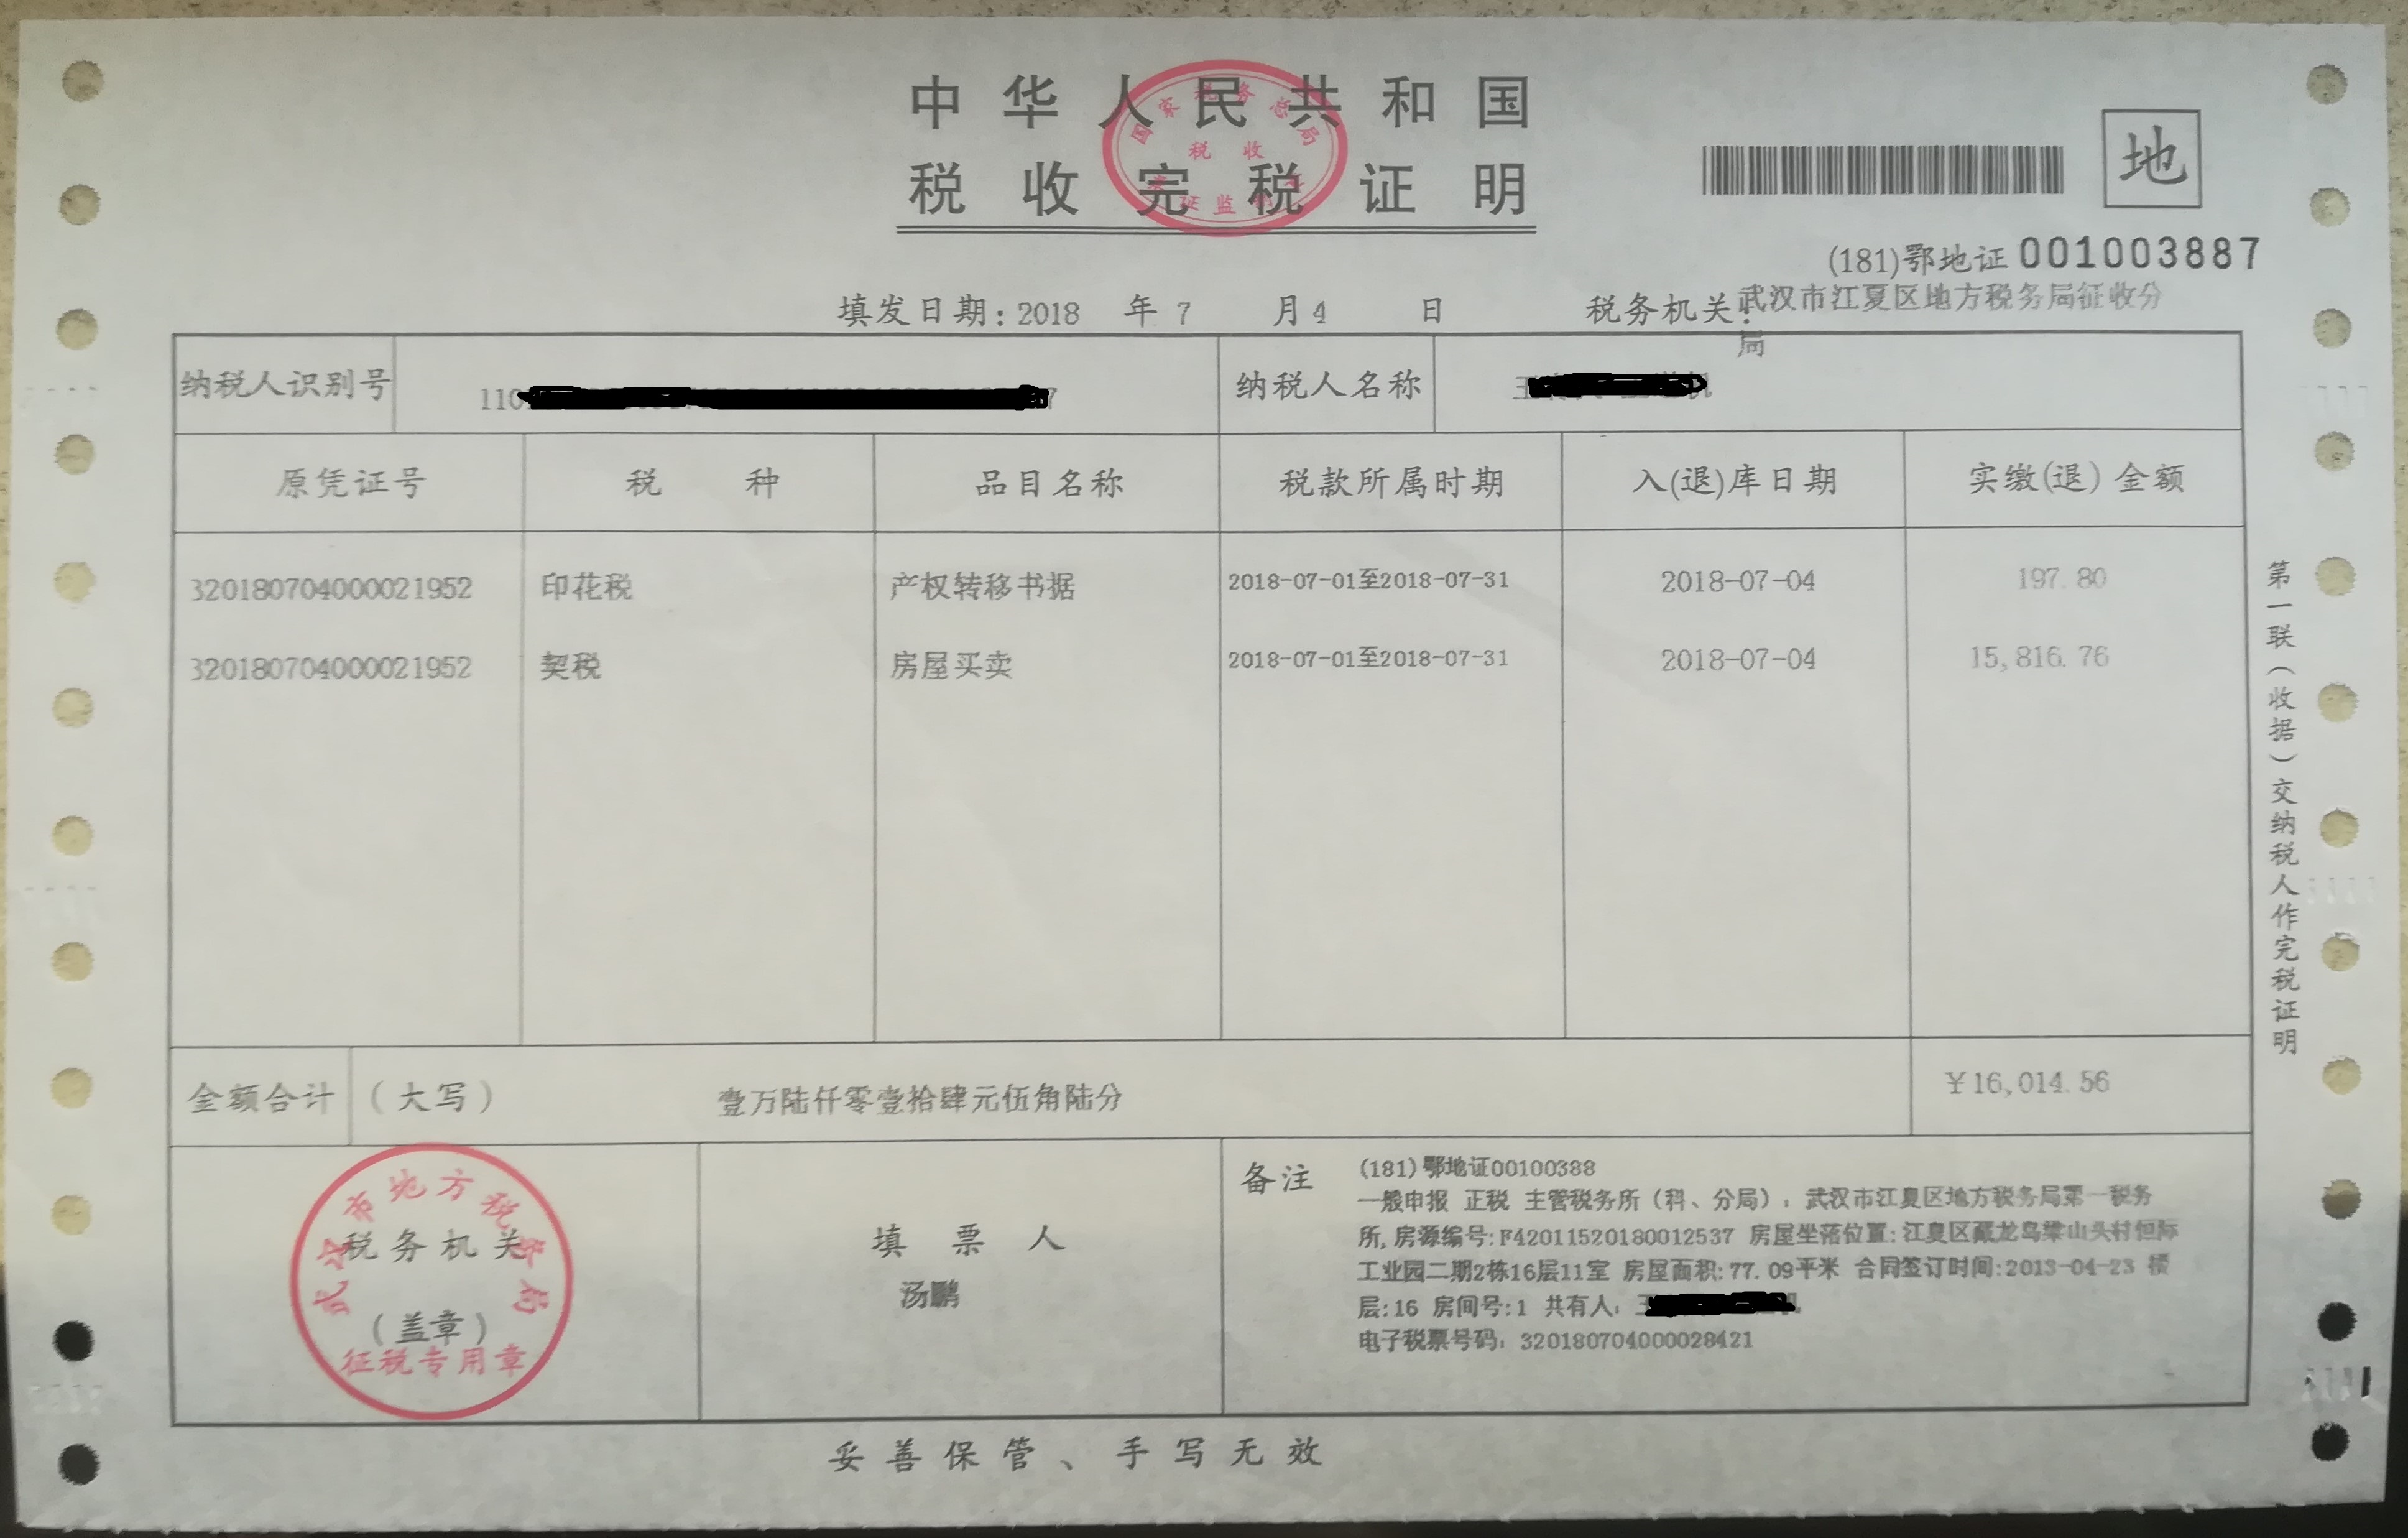 中华人民共和国
税收完税证明
国家税务总局
税收
证监制
地
(181)鄂地证 001003887
填发日期: 2018 年 7 月 4 日 税务机关: 武汉市江夏区地方税务局征收分
局
纳税人识别号 110 7 纳税人名称 王
原凭证号 税种 品目名称 税款所属时期 入(退)库日期 实缴(退)金额
320180704000021952 印花税 产权转移书据 2018-07-01至2018-07-31 2018-07-04 197.80
320180704000021952 契税 房屋买卖 2018-07-01至2018-07-31 2018-07-04 15,816.76
金额合计 (大写) 壹万陆仟零壹拾肆元伍角陆分 ￥16,014.56
税务机关
(盖章)
武汉市地方税务局
征税专用章
填票人
汤鹏
备注 (181)鄂地证00100388
一般申报 正税 主管税务所(科、分局): 武汉市江夏区地方税务局第一税务
所,房源编号:F42011520180012537 房屋坐落位置:江夏区藏龙岛梁山头村恒际
工业园二期2栋16层11室 房屋面积:77.09平米 合同签订时间:2013-04-23 楼
层:16 房间号:1 共有人: 王
电子税票号码: 320180704000028421
第一联(收据)交纳税人作完税证明
妥善保管、手写无效